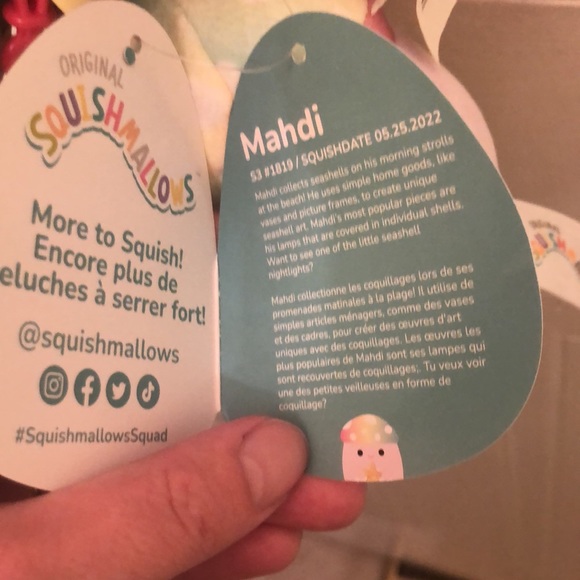 ORIGINAL
SQUISHMALLOWS
More to Squish!
Encore plus de
eluches à serrer fort!
@squishmallows
#SquishmallowsSquad
Mahdi
S3 #1819 / SQUISHDATE 05.25.2022
Mahdi collects seashells on his morning strolls
at the beach! He uses simple home goods, like
vases and picture frames, to create unique
seashell art. Mahdi's most popular pieces are
his lamps that are covered in individual shells.
Want to see one of the little seashell
nightlights?
Mahdi collectionne les coquillages lors de ses
promenades matinales à la plage! Il utilise de
simples articles ménagers, comme des vases
et des cadres, pour créer des œuvres d'art
uniques avec des coquillages. Les œuvres les
plus populaires de Mahdi sont ses lampes qui
sont recouvertes de coquillages;. Tu veux voir
une des petites veilleuses en forme de
coquillage?